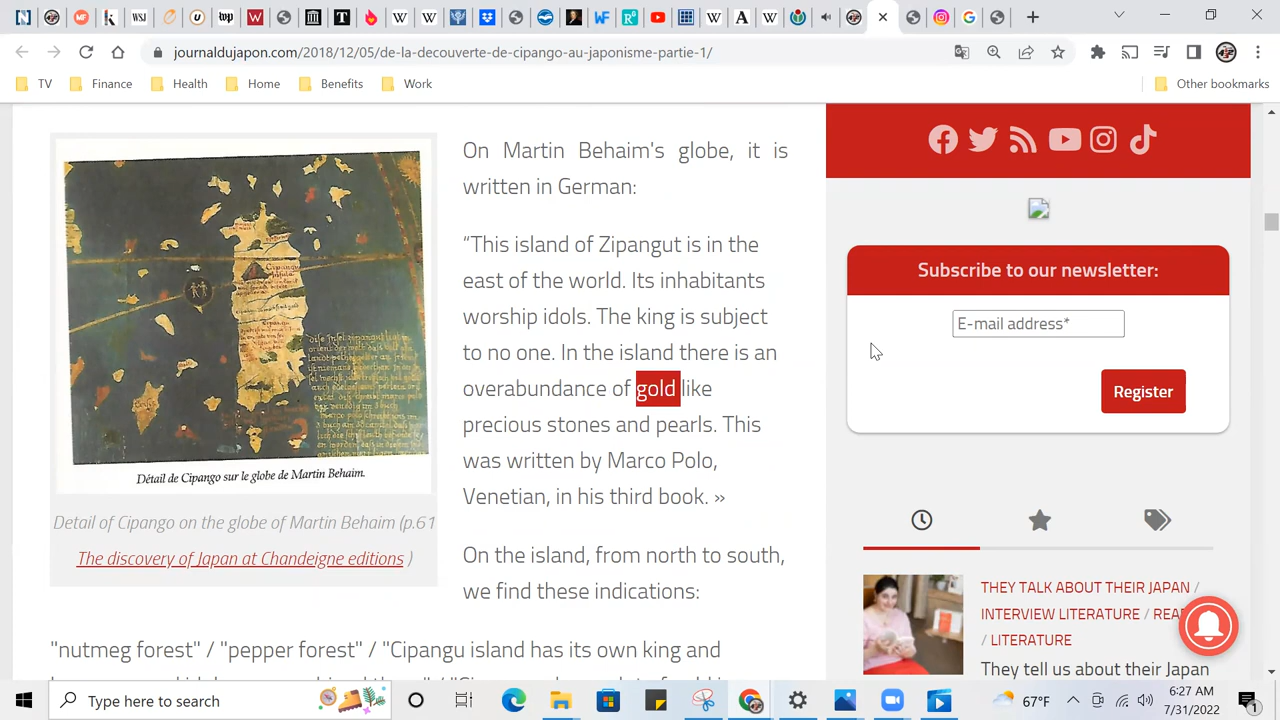 WSJ
journaldujapon.com/2018/12/05/de-la-decouverte-de-cipango-au-japonisme-partie-1/
TV
Finance
Health
Home
Benefits
Work
Other bookmarks
On Martin Behaim's globe, it is
written in German:
“This island of Zipangut is in the
east of the world. Its inhabitants
worship idols. The king is subject
to no one. In the island there is an
overabundance of gold like
precious stones and pearls. This
was written by Marco Polo,
Venetian, in his third book. »
On the island, from north to south,
we find these indications:
Détail de Cipango sur le globe de Martin Behaim.
Detail of Cipango on the globe of Martin Behaim (p.61
The discovery of Japan at Chandeigne editions )
"nutmeg forest" / "pepper forest" / "Cipangu island has its own king and
Subscribe to our newsletter:
E-mail address*
Register
THEY TALK ABOUT THEIR JAPAN /
INTERVIEW LITERATURE / REA
/ LITERATURE
They tell us about their Japan
Type here to search
67°F
6:27 AM
7/31/2022
1